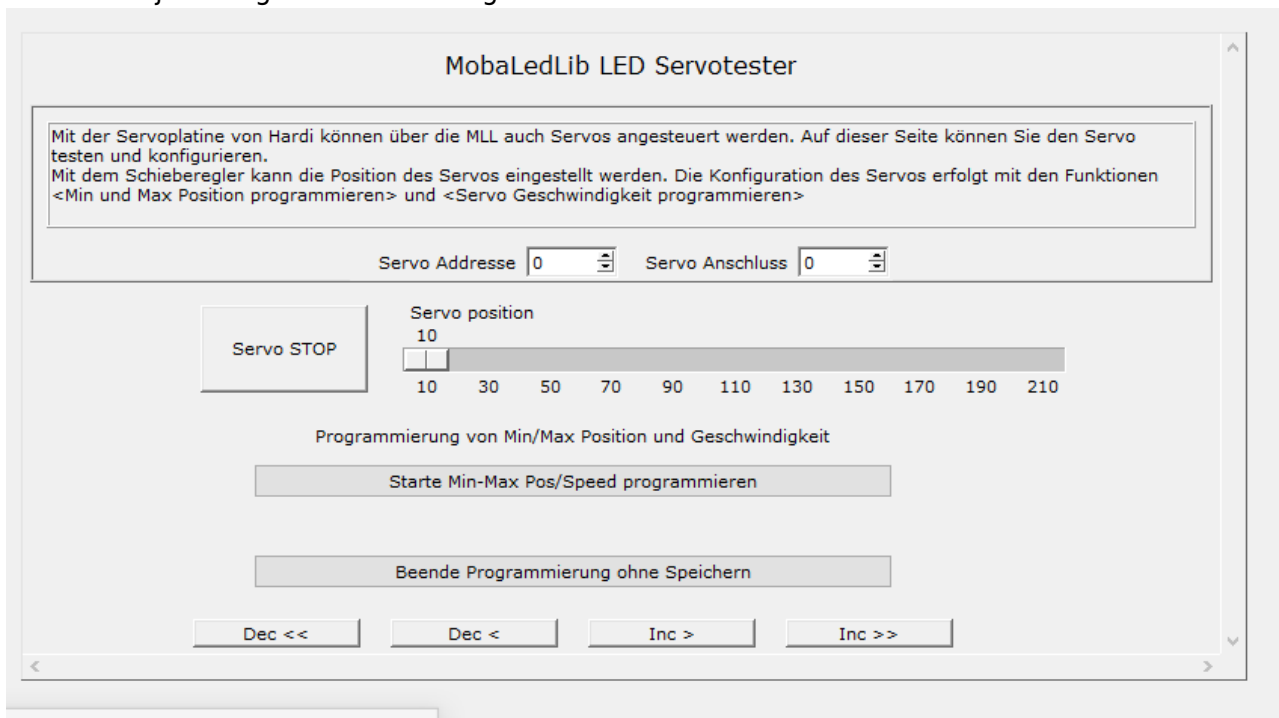 MobaLedLib LED Servotester
Mit der Servoplatine von Hardi können über die MLL auch Servos angesteuert werden. Auf dieser Seite können Sie den Servo
testen und konfigurieren.
Mit dem Schieberegler kann die Position des Servos eingestellt werden. Die Konfiguration des Servos erfolgt mit den Funktionen
<Min und Max Position programmieren> und <Servo Geschwindigkeit programmieren>
Servo Addresse 0 Servo Anschluss 0
Servo STOP
Servo position
10
10 30 50 70 90 110 130 150 170 190 210
Programmierung von Min/Max Position und Geschwindigkeit
Starte Min-Max Pos/Speed programmieren
Beende Programmierung ohne Speichern
Dec << Dec < Inc > Inc >>